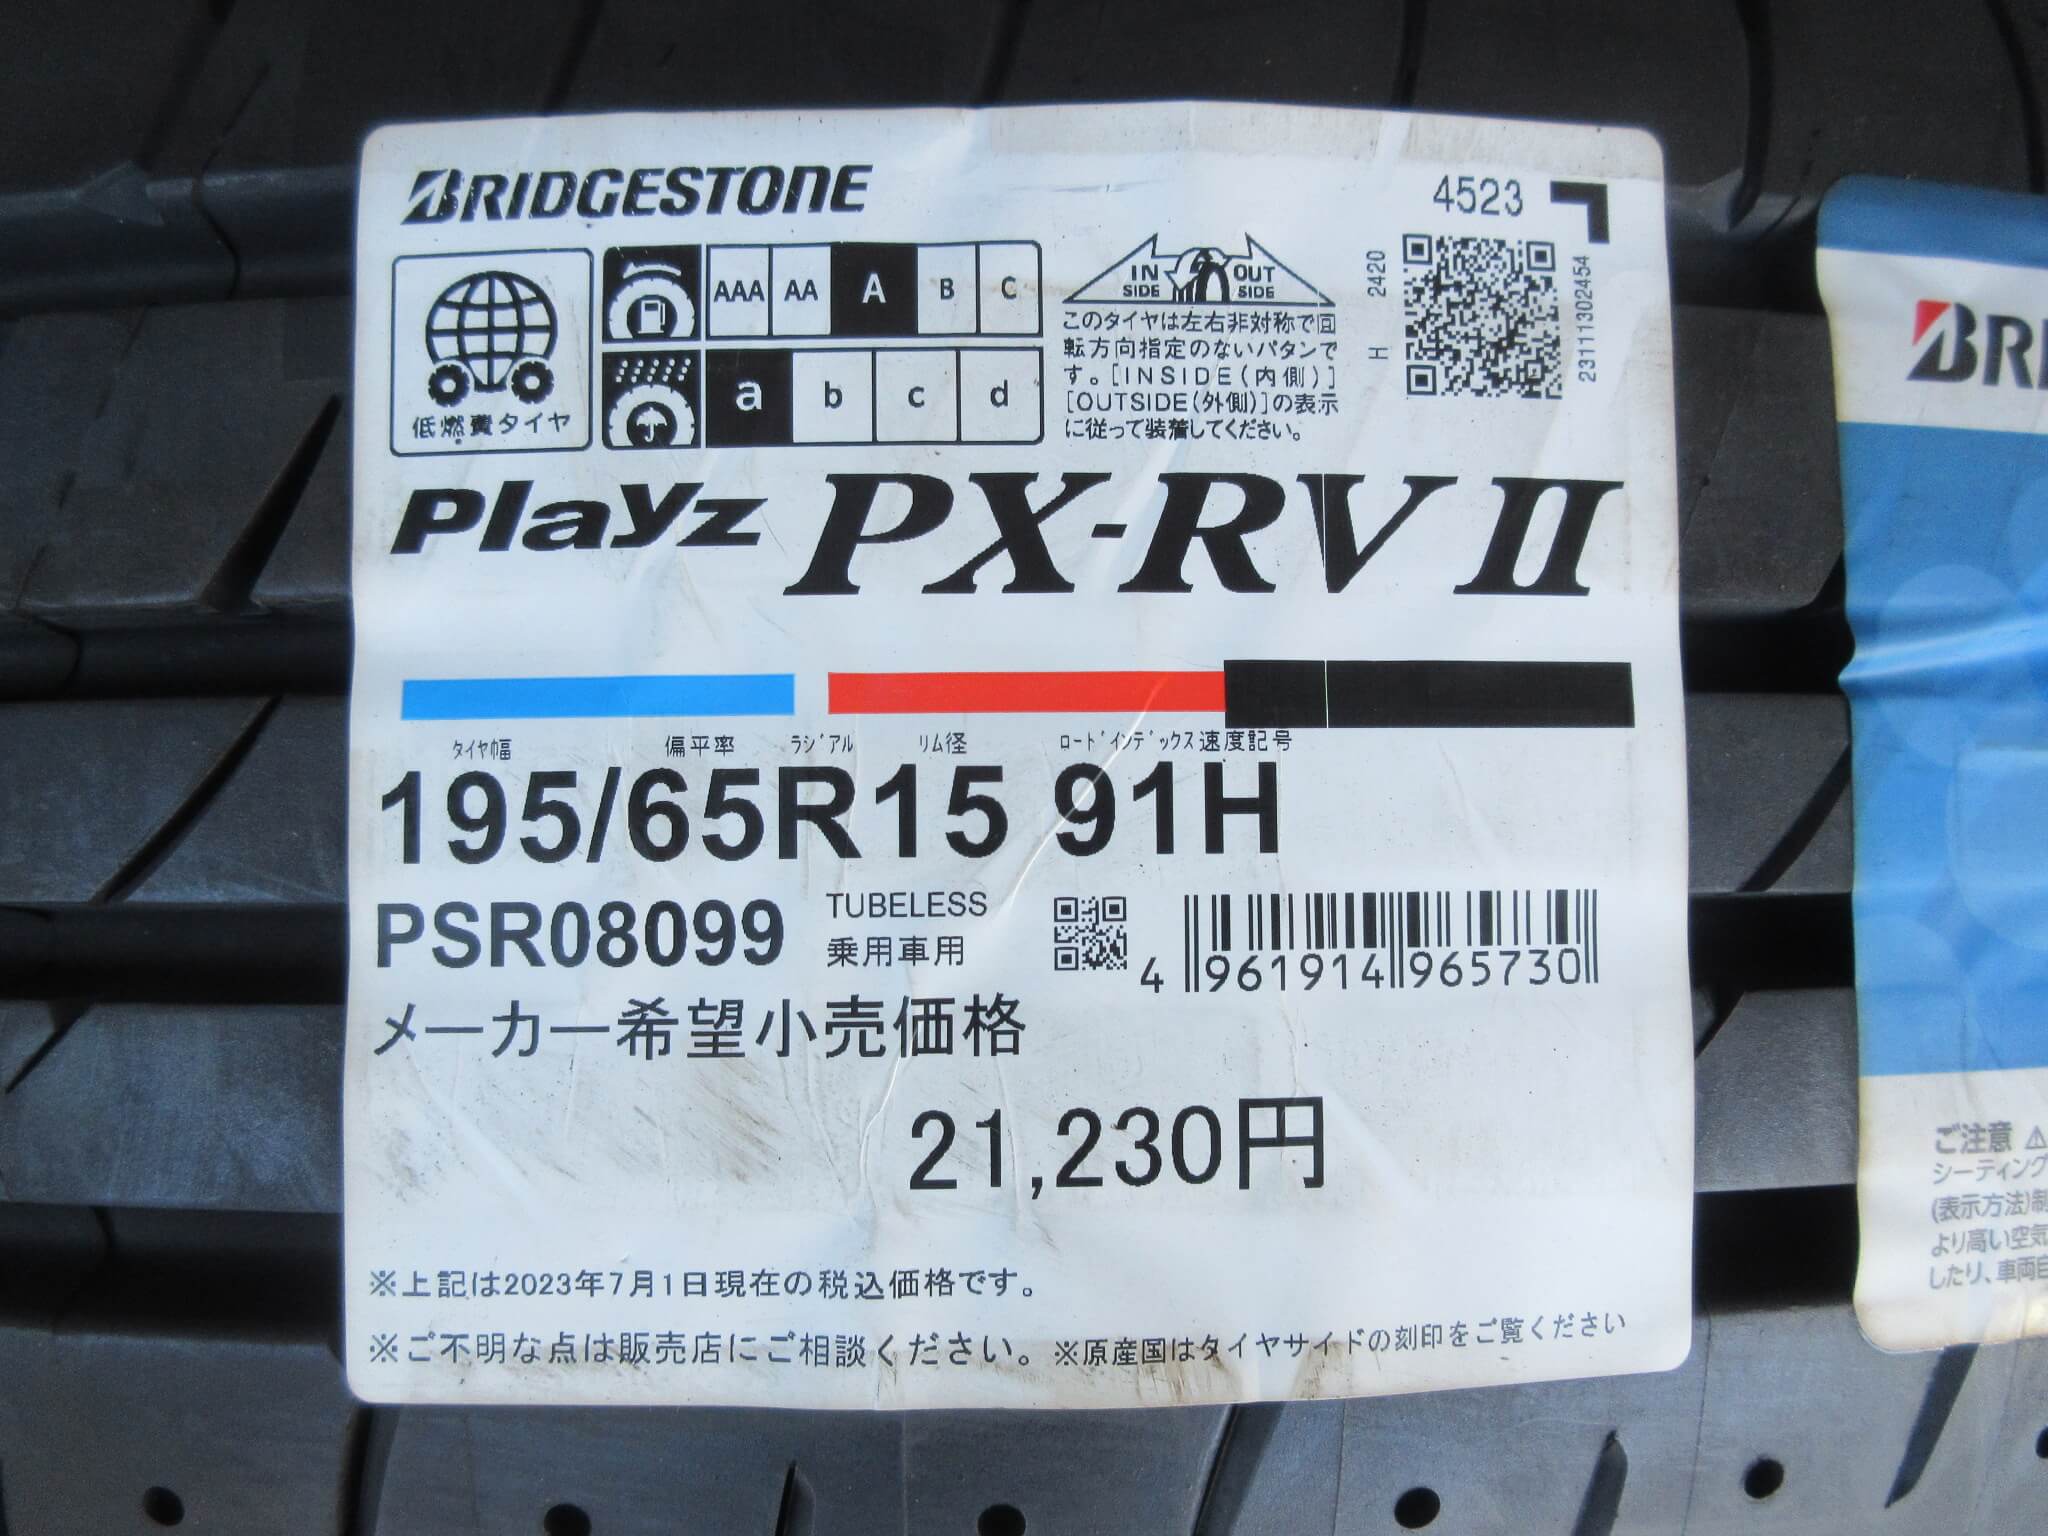 BRIDGESTONE
4523
低燃費タイヤ
AAA AA A B C
a b c d
IN SIDE OUT SIDE
このタイヤは左右非対称で回
転方向指定のないパタンで
す。[INSIDE(内側)]
[OUTSIDE(外側)]の表示
に従って装着してください。
H 2420
231113024​54
Playz PX-RV II
タイヤ幅 偏平率 ラジアル リム径 ロードインデックス 速度記号
195/65R15 91H
PSR08099
TUBELESS
乗用車用
4 961914 965730
メーカー希望小売価格
21,230円
※上記は2023年7月1日現在の税込価格です。
※ご不明な点は販売店にご相談ください。※原産国はタイヤサイドの刻印をご覧ください
BRI
ご注意
シーティング
(表示方法)制
より高い空気
したり、車両自